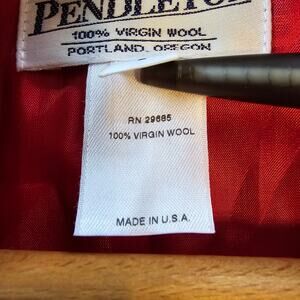 PENDLETON
100% VIRGIN WOOL
PORTLAND, OREGON
RN 29685
100% VIRGIN WOOL
MADE IN U.S.A.